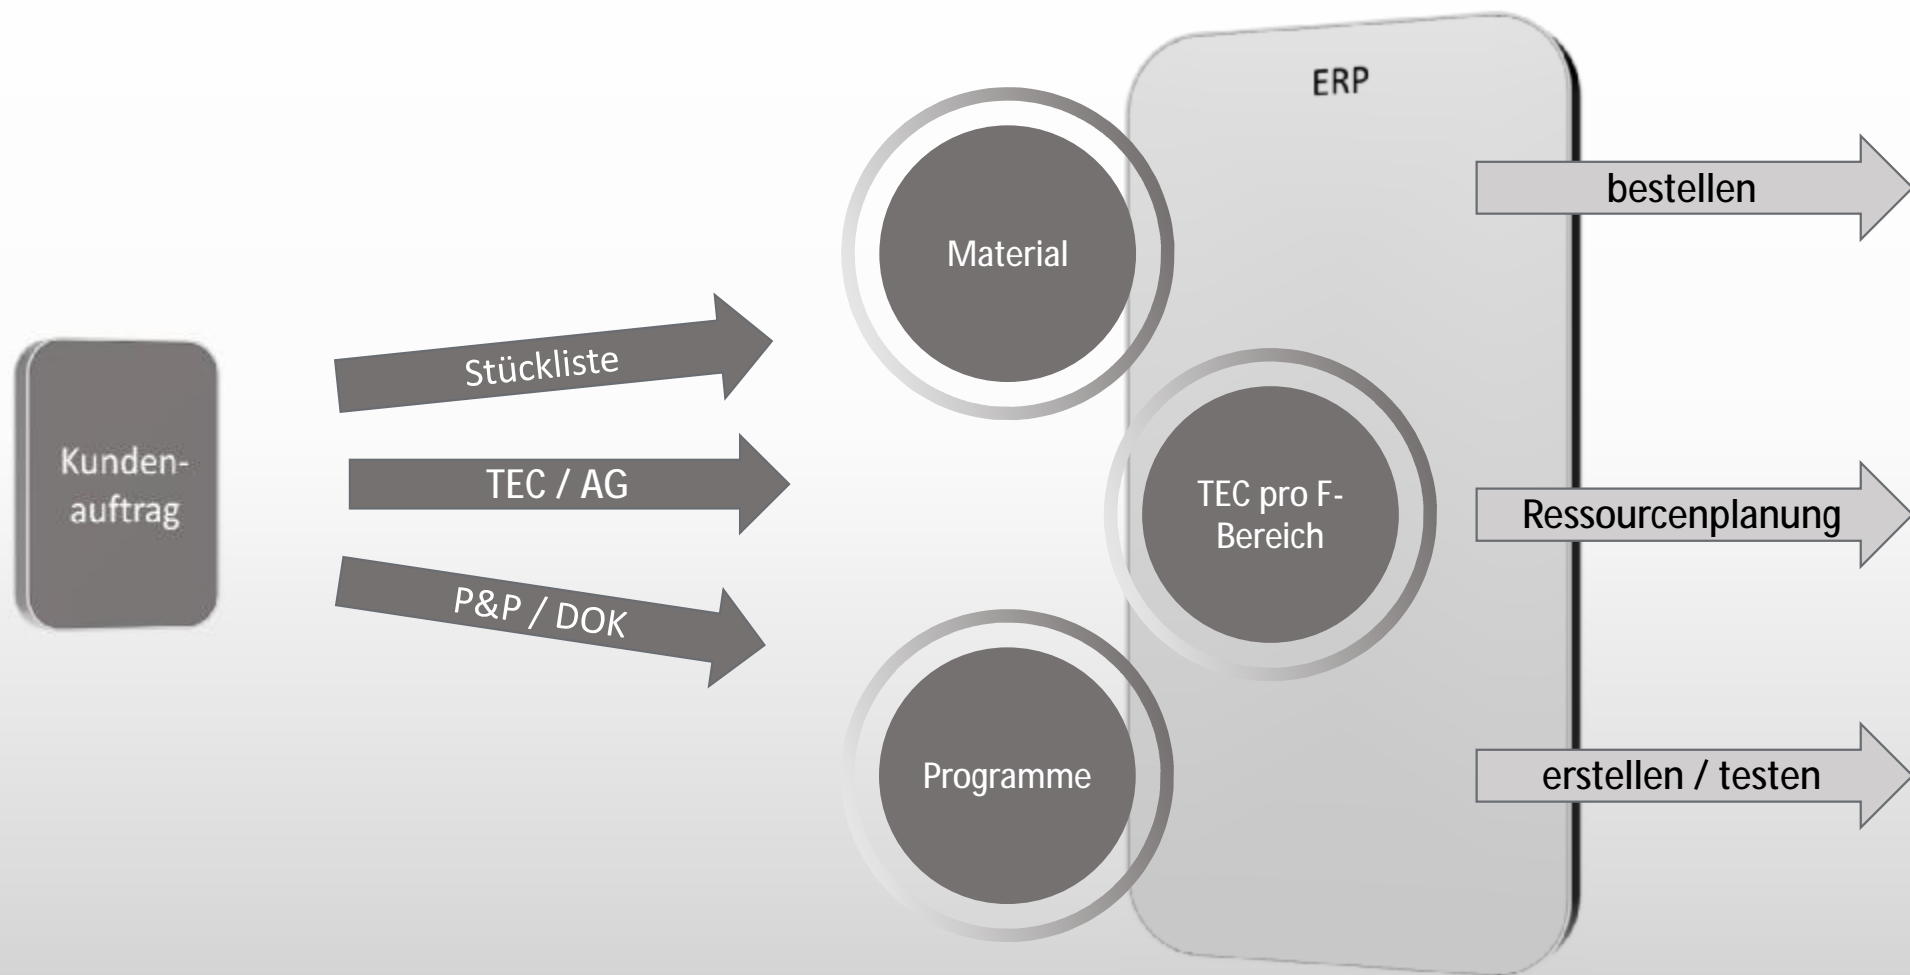 Kunden-
auftrag
Stückliste
TEC / AG
P&P / DOK
Material
TEC pro F-
Bereich
Programme
ERP
bestellen
Ressourcenplanung
erstellen / testen